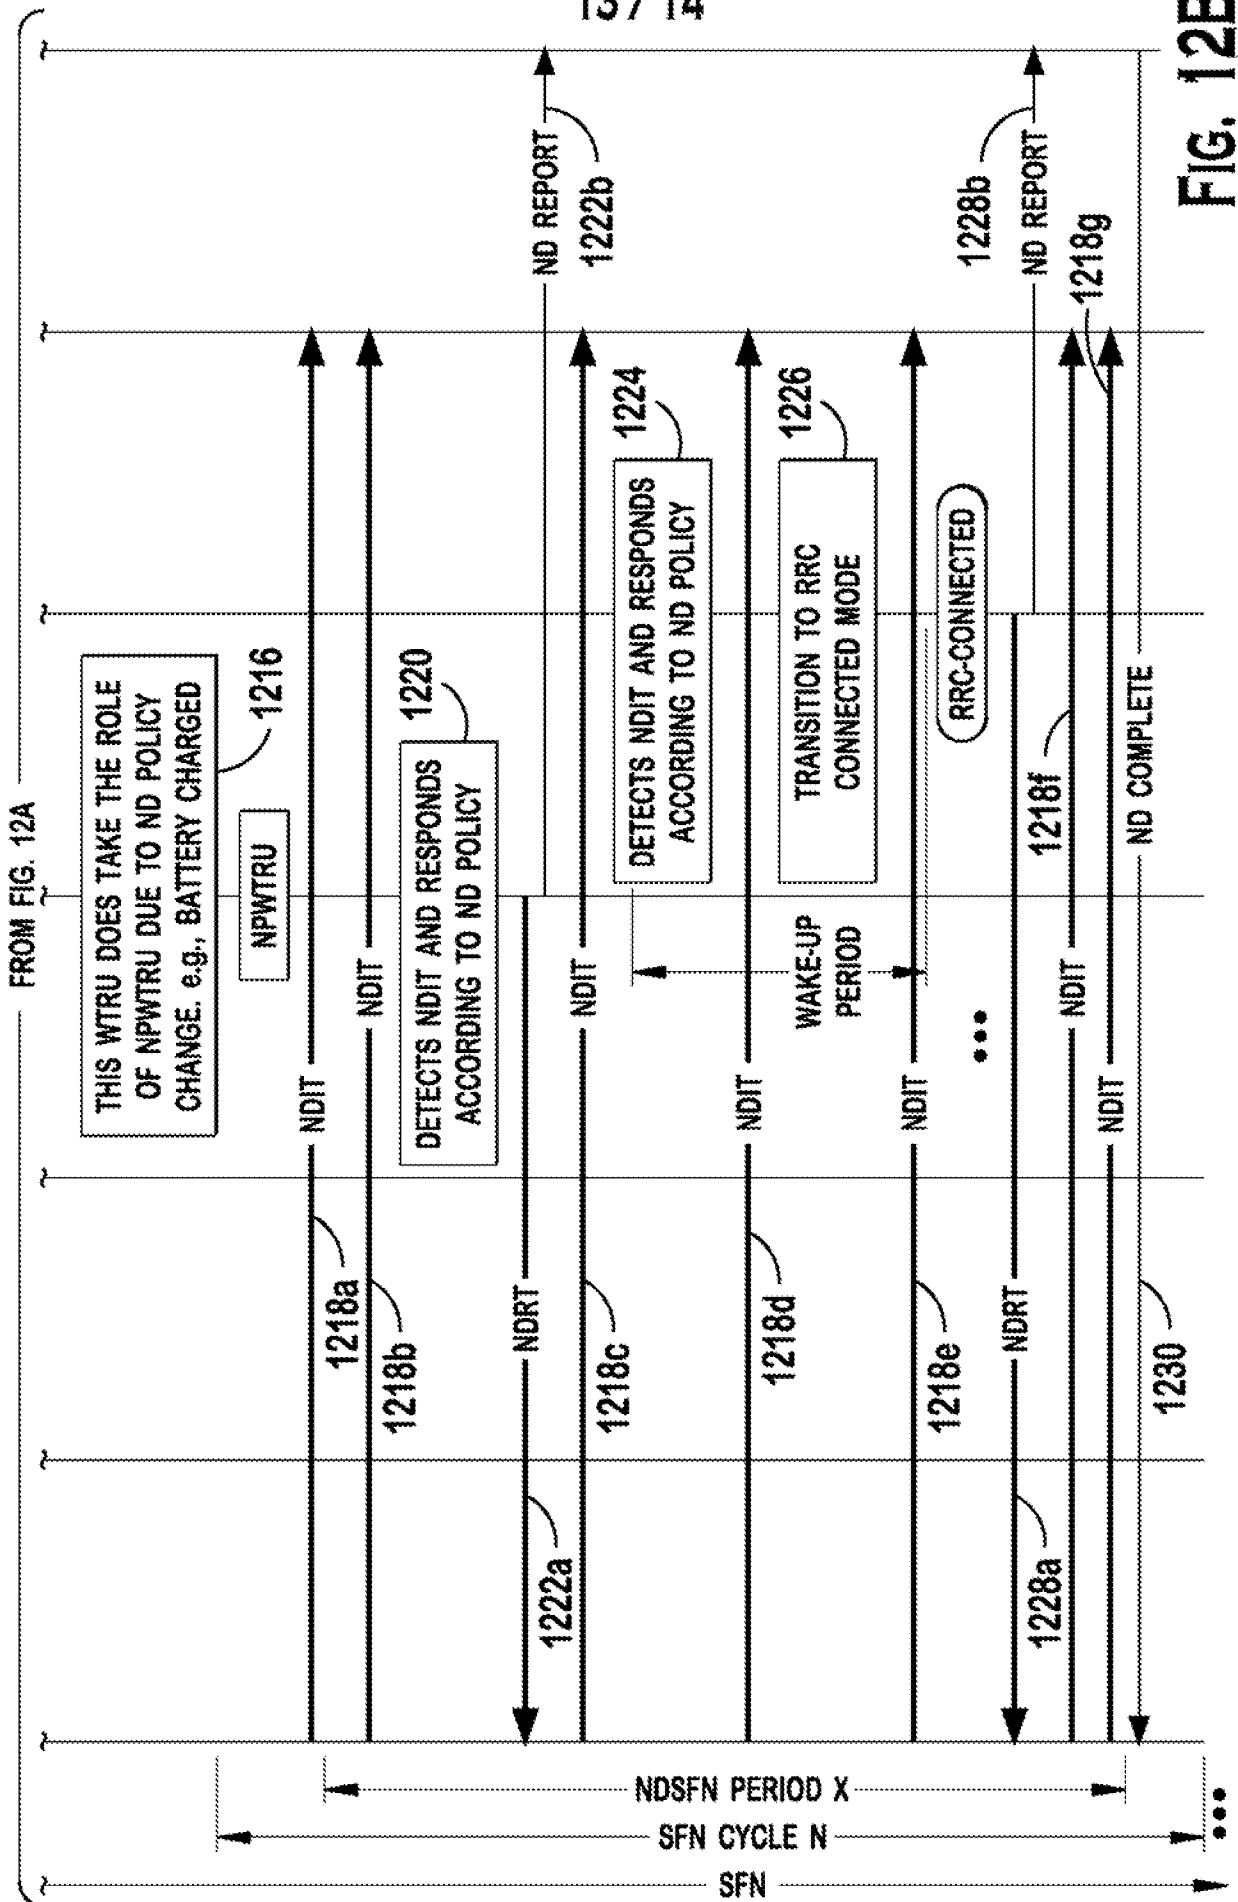 13 / 14
FROM FIG. 12A
THIS WTRU DOES TAKE THE ROLE
OF NPWTRU DUE TO ND POLICY
CHANGE. e.g., BATTERY CHARGED
1216
NPWTRU
NDIT
1218a
NDIT
1218b
DETECTS NDIT AND RESPONDS
ACCORDING TO ND POLICY
1220
NDRT
1222a
ND REPORT
1222b
NDIT
1218c
DETECTS NDIT AND RESPONDS
ACCORDING TO ND POLICY
1224
NDIT
1218d
TRANSITION TO RRC
CONNECTED MODE
1226
WAKE-UP
PERIOD
NDIT
1218e
RRC-CONNECTED
•••
NDRT
1228a
ND REPORT
1228b
NDIT
1218f
NDIT
1218g
ND COMPLETE
1230
NDSFN PERIOD X
SFN CYCLE N
SFN
•••
FIG. 12B